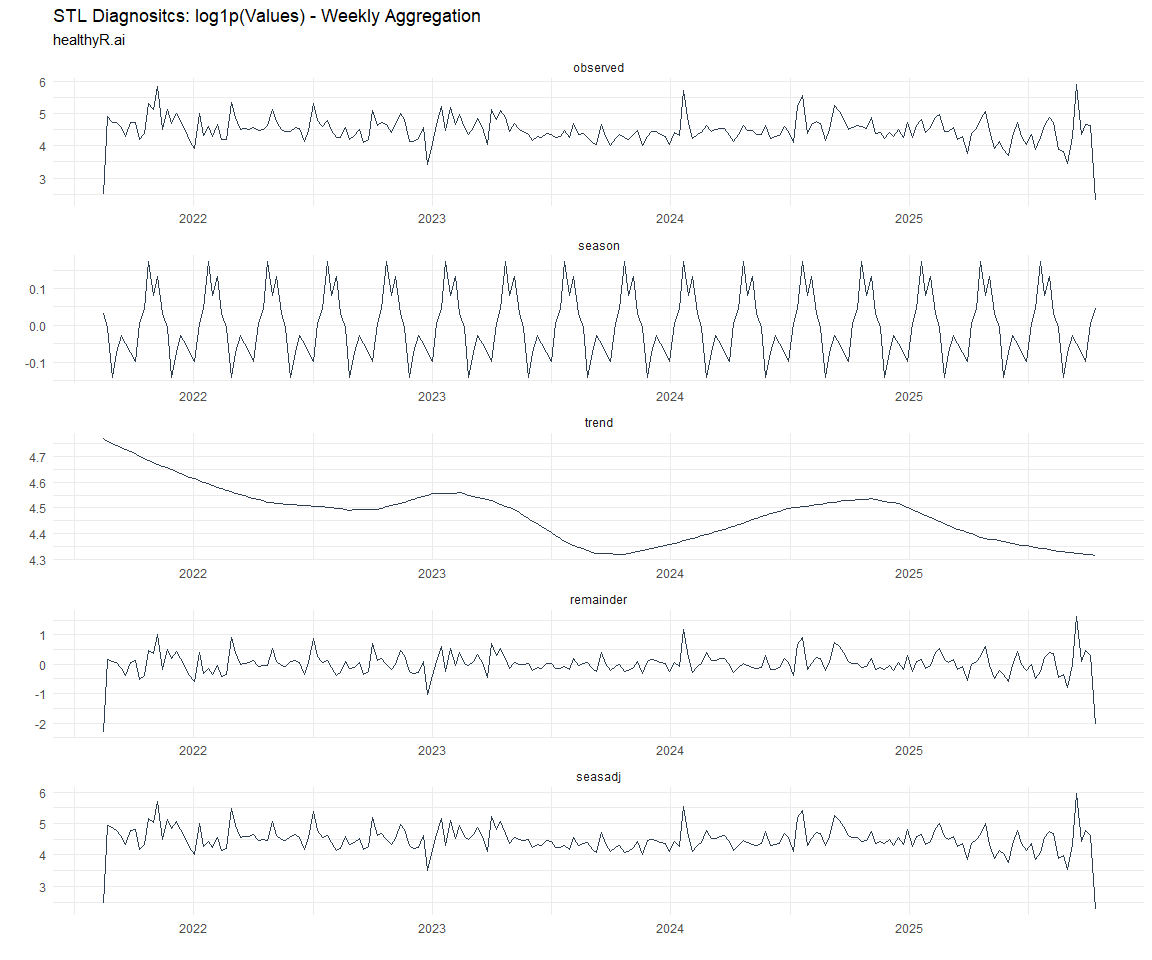 STL Diagnositcs: log1p(Values) - Weekly Aggregation
healthyR.ai
observed
6
5
4
3
2022 2023 2024 2025
season
0.1
0.0
-0.1
2022 2023 2024 2025
trend
4.7
4.6
4.5
4.4
4.3
2022 2023 2024 2025
remainder
1
0
-1
-2
2022 2023 2024 2025
seasadj
6
5
4
3
2022 2023 2024 2025